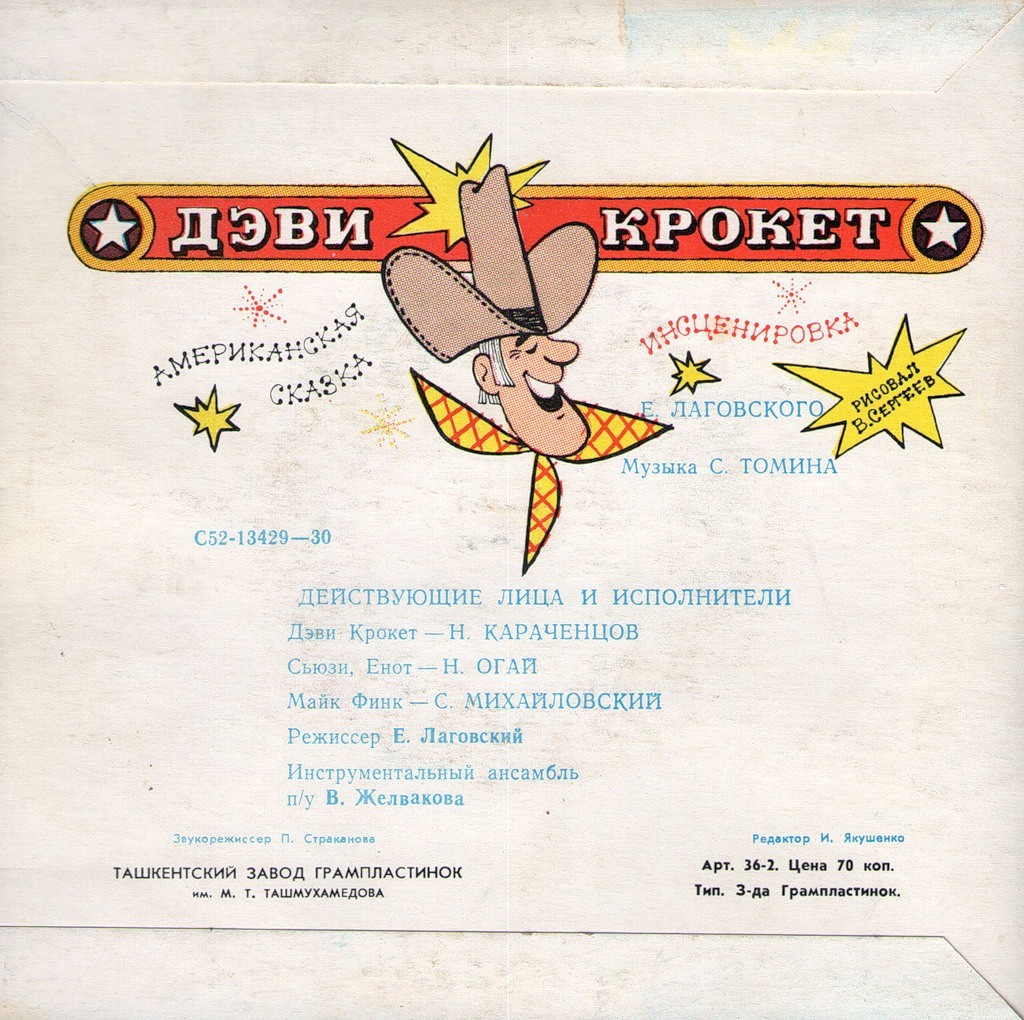 ДЭВИ КРОКЕТ
АМЕРИКАНСКАЯ
СКАЗКА
ИНСЦЕНИРОВКА
Е. ЛАГОВСКОГО
РИСОВАЛ
В.СЕРГЕЕВ
Музыка С. ТОМИНА
С52-13429—30
ДЕЙСТВУЮЩИЕ ЛИЦА И ИСПОЛНИТЕЛИ
Дэви Крокет — Н. КАРАЧЕНЦОВ
Сьюзи, Енот — Н. ОГАЙ
Майк Финк — С. МИХАЙЛОВСКИЙ
Режиссер Е. Лаговский
Инструментальный ансамбль
п/у В. Желвакова
Звукорежиссер П. Страканова
Редактор И. Якушенко
ТАШКЕНТСКИЙ ЗАВОД ГРАМПЛАСТИНОК
им. М. Т. ТАШМУХАМЕДОВА
Арт. 36-2. Цена 70 коп.
Тип. З-да Грампластинок.